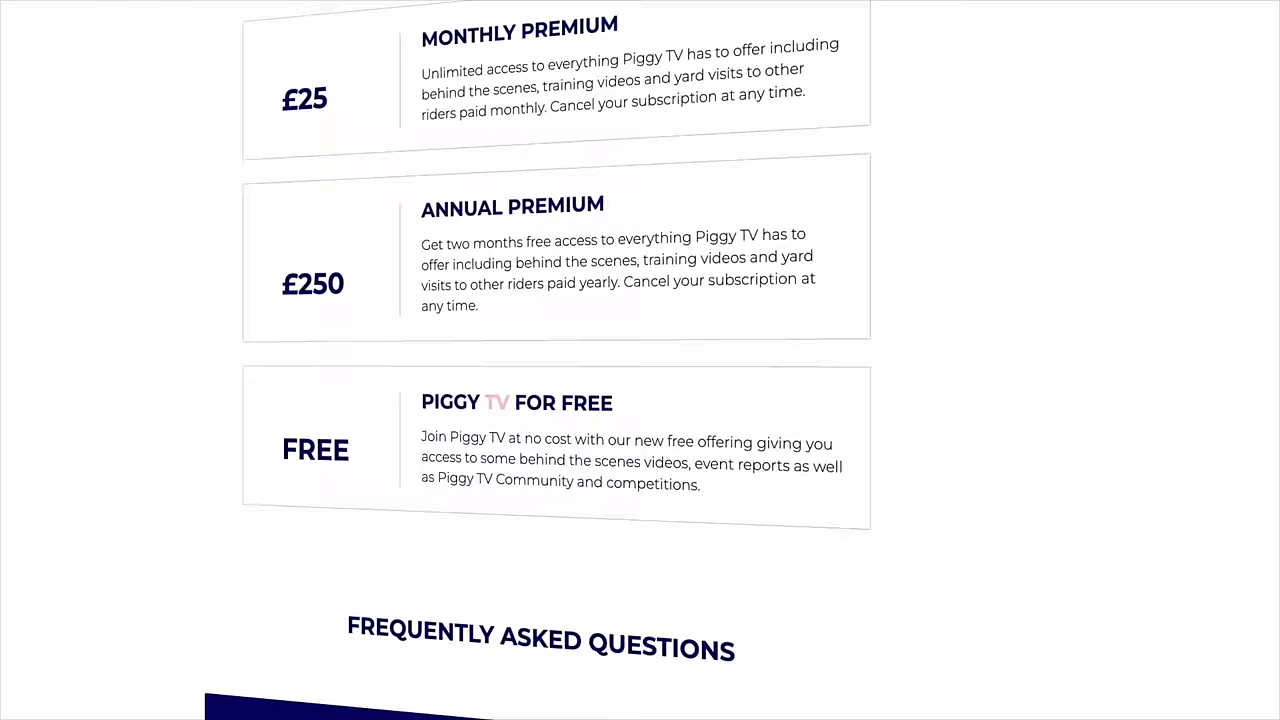 MONTHLY PREMIUM
Unlimited access to everything Piggy TV has to offer including
behind the scenes, training videos and yard visits to other
riders paid monthly. Cancel your subscription at any time.
£25
ANNUAL PREMIUM
Get two months free access to everything Piggy TV has to
offer including behind the scenes, training videos and yard
visits to other riders paid yearly. Cancel your subscription at
any time.
£250
PIGGY TV FOR FREE
Join Piggy TV at no cost with our new free offering giving you
access to some behind the scenes videos, event reports as well
as Piggy TV Community and competitions.
FREE
FREQUENTLY ASKED QUESTIONS